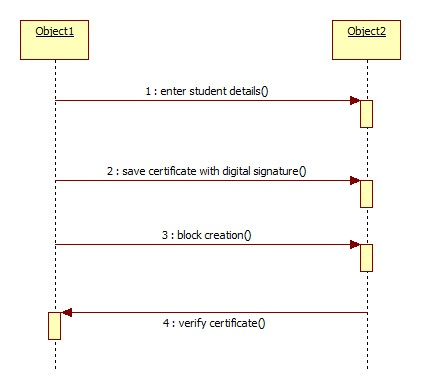 Object1
Object2
1 : enter student details()
2 : save certificate with digital signature()
3 : block creation()
4 : verify certificate()